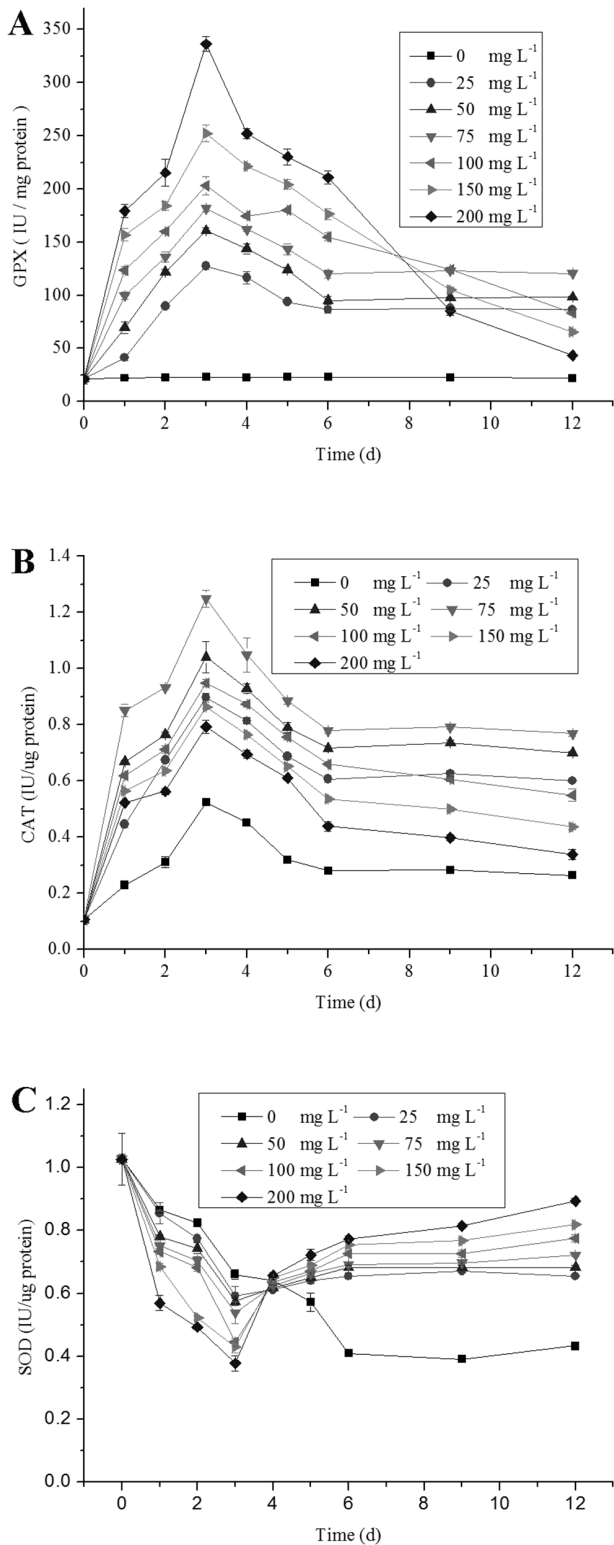 A
GPX ( IU / mg protein )
350
300
250
200
150
100
50
0
0 mg L⁻¹
25 mg L⁻¹
50 mg L⁻¹
75 mg L⁻¹
100 mg L⁻¹
150 mg L⁻¹
200 mg L⁻¹
0 2 4 6 8 10 12
Time (d)
B
CAT (IU/ug protein)
1.4
1.2
1.0
0.8
0.6
0.4
0.2
0.0
0 mg L⁻¹ 25 mg L⁻¹
50 mg L⁻¹ 75 mg L⁻¹
100 mg L⁻¹ 150 mg L⁻¹
200 mg L⁻¹
0 2 4 6 8 10 12
Time (d)
C
SOD (IU/ug protein)
1.2
1.0
0.8
0.6
0.4
0.2
0.0
0 mg L⁻¹ 25 mg L⁻¹
50 mg L⁻¹ 75 mg L⁻¹
100 mg L⁻¹ 150 mg L⁻¹
200 mg L⁻¹
0 2 4 6 8 10 12
Time (d)